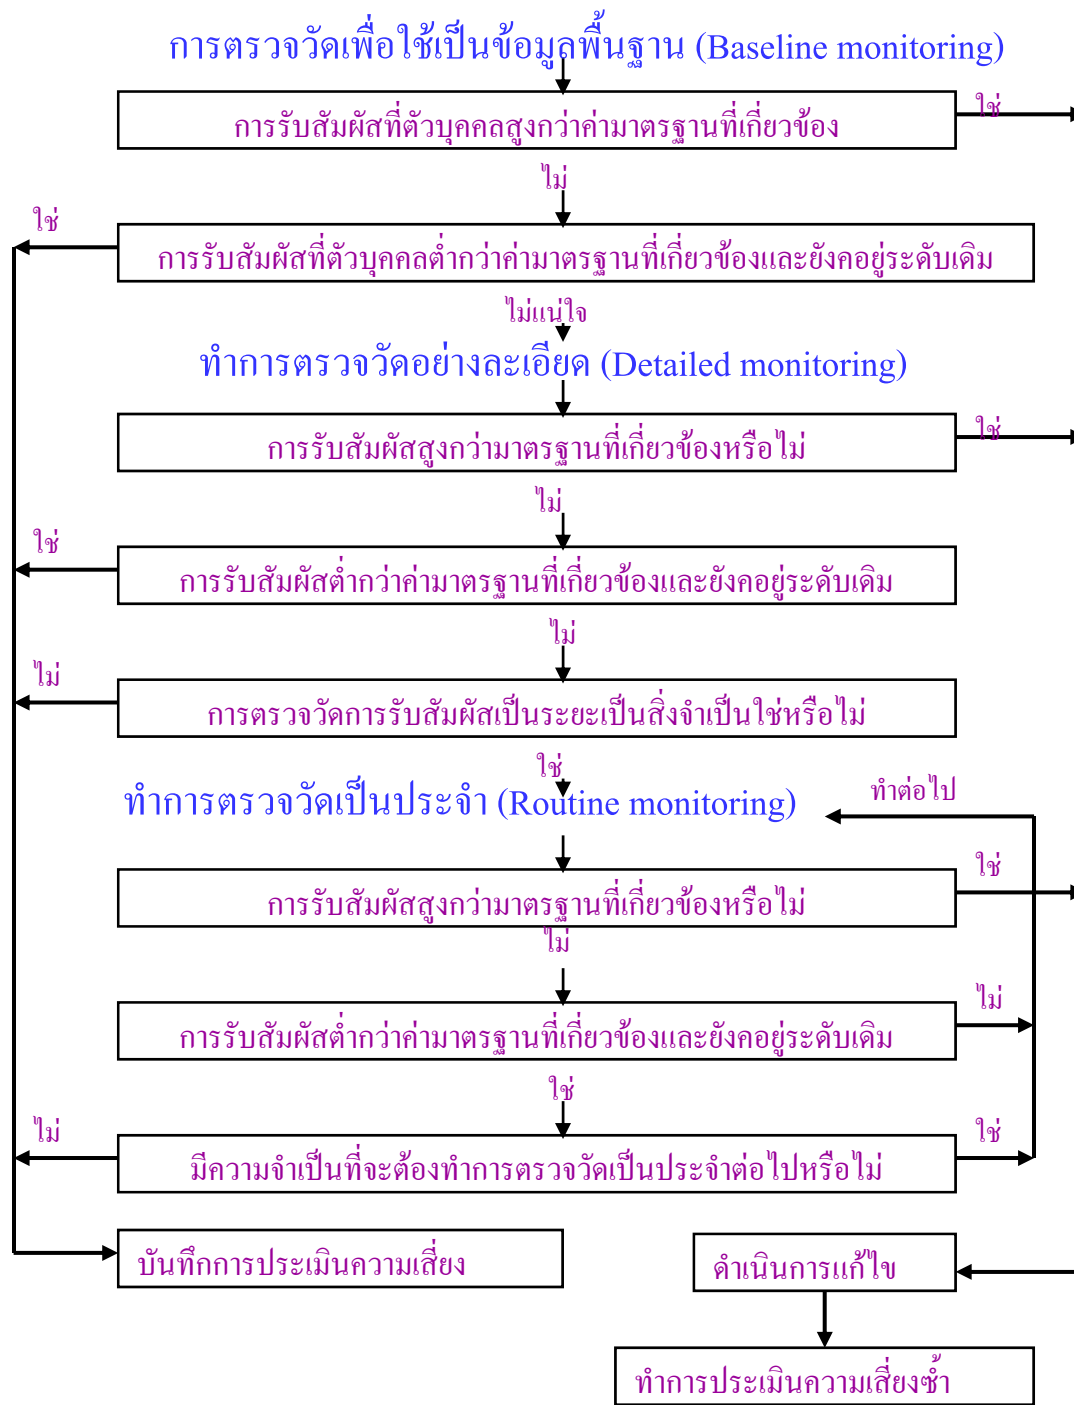 การตรวจวัดเพื่อใช้เป็นข้อมูลพื้นฐาน (Baseline monitoring)
ใช่
การรับสัมผัสที่ตัวบุคคลสูงกว่าค่ามาตรฐานที่เกี่ยวข้อง
ไม่
ใช่
การรับสัมผัสที่ตัวบุคคลต่ำกว่าค่ามาตรฐานที่เกี่ยวข้องและยังคอยู่ระดับเดิม
ไม่แน่ใจ
ทำการตรวจวัดอย่างละเอียด (Detailed monitoring)
ใช่
การรับสัมผัสสูงกว่ามาตรฐานที่เกี่ยวข้องหรือไม่
ไม่
ใช่
การรับสัมผัสต่ำกว่าค่ามาตรฐานที่เกี่ยวข้องและยังคอยู่ระดับเดิม
ไม่
ไม่
การตรวจวัดการรับสัมผัสเป็นระยะเป็นสิ่งจำเป็นใช่หรือไม่
ใช่
ทำการตรวจวัดเป็นประจำ (Routine monitoring)
ทำต่อไป
ใช่
การรับสัมผัสสูงกว่ามาตรฐานที่เกี่ยวข้องหรือไม่
ไม่
ไม่
การรับสัมผัสต่ำกว่าค่ามาตรฐานที่เกี่ยวข้องและยังคอยู่ระดับเดิม
ใช่
ไม่
ใช่
มีความจำเป็นที่จะต้องทำการตรวจวัดเป็นประจำต่อไปหรือไม่
บันทึกการประเมินความเสี่ยง
ดำเนินการแก้ไข
ทำการประเมินความเสี่ยงซ้ำ